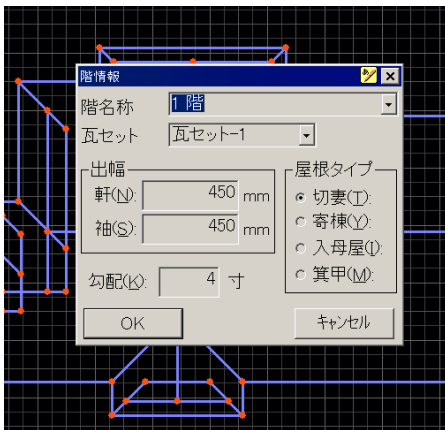 階情報
階名称 1 階
瓦セット 瓦セット-1
出幅
軒(N): 450 mm
袖(S): 450 mm
勾配(K): 4 寸
屋根タイプ
切妻(T):
寄棟(Y):
入母屋(I):
箕甲(M):
OK
キャンセル